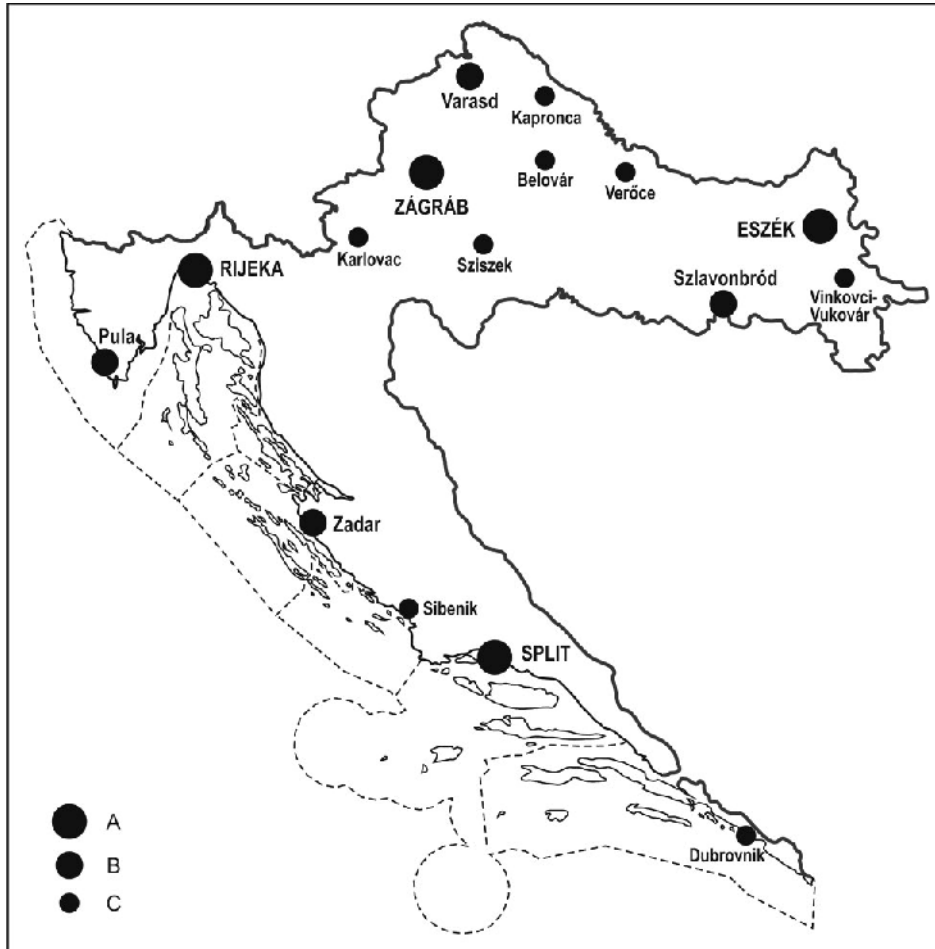 Varasd
Kapronca
ZÁGRÁB
Belovár
Verőce
ESZÉK
Karlovac
Sziszek
RIJEKA
Szlavonbród
Vinkovci-
Vukovár
Pula
Zadar
Sibenik
SPLIT
Dubrovnik
A
B
C